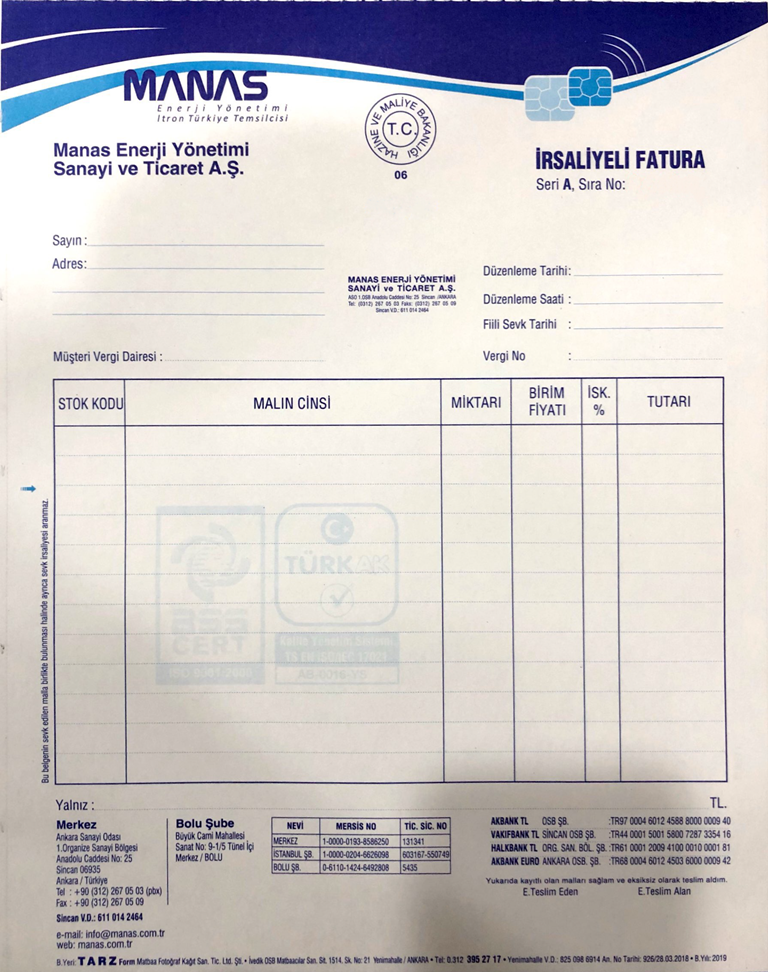 MANAS
Enerji Yönetimi
Itron Türkiye Temsilcisi
Manas Enerji Yönetimi
Sanayi ve Ticaret A.Ş.
HAZİNE VE MALİYE BAKANLIĞI
T.C.
06
İRSALİYELİ FATURA
Seri A, Sıra No:
Sayın :
Adres:
MANAS ENERJİ YÖNETİMİ
SANAYİ ve TİCARET A.Ş.
ASO 1.OSB Anadolu Caddesi No: 25 Sincan /ANKARA
Tel: (0312) 267 05 03 Faks: (0312) 267 05 09
Sincan V.D.: 611 014 2464
Düzenleme Tarihi:
Düzenleme Saati :
Fiili Sevk Tarihi :
Müşteri Vergi Dairesi :
Vergi No :
STOK KODU MALIN CİNSİ MİKTARI BİRİM FİYATI İSK. % TUTARI
Bu belgenin sevk edilen malla birlikte bulunması halinde ayrıca sevk irsaliyesi aranmaz.
TÜRKAK
CERT
Yalnız : TL.
Merkez
Ankara Sanayi Odası
1.Organize Sanayi Bölgesi
Anadolu Caddesi No: 25
Sincan 06935
Ankara / Türkiye
Tel : +90 (312) 267 05 03 (pbx)
Fax : +90 (312) 267 05 09
Sincan V.D.: 611 014 2464
e-mail: info@manas.com.tr
web: manas.com.tr
Bolu Şube
Büyük Cami Mahallesi
Sanat No: 9-1/5 Tünel İçi
Merkez / BOLU
NEVİ MERSİS NO TİC. SİC. NO
MERKEZ 1-0000-0193-8586250 131341
İSTANBUL ŞB. 1-0000-0204-6626098 603167-550749
BOLU ŞB. 0-6110-1424-6492808 5435
AKBANK TL OSB ŞB. :TR97 0004 6012 4588 8000 0009 40
VAKIFBANK TL SİNCAN OSB ŞB. :TR44 0001 5001 5800 7287 3354 16
HALKBANK TL ORG. SAN. BÖL. ŞB. :TR61 0001 2009 4100 0010 0001 81
AKBANK EURO ANKARA OSB. ŞB. :TR68 0004 6012 4503 6000 0009 42
Yukarıda kayıtlı olan malları sağlam ve eksiksiz olarak teslim aldım.
E.Teslim Eden E.Teslim Alan
B.Yeri: TARZ Form Matbaa Fotoğraf Kağıt San. Tic. Ltd. Şti. • İvedik OSB Matbaacılar San. Sit. 1514. Sk. No: 21 Yenimahalle / ANKARA • Tel: 0.312 395 27 17 • Yenimahalle V.D.: 825 098 6914 An. No Tarihi: 926/28.03.2018 • B.Yılı: 2019